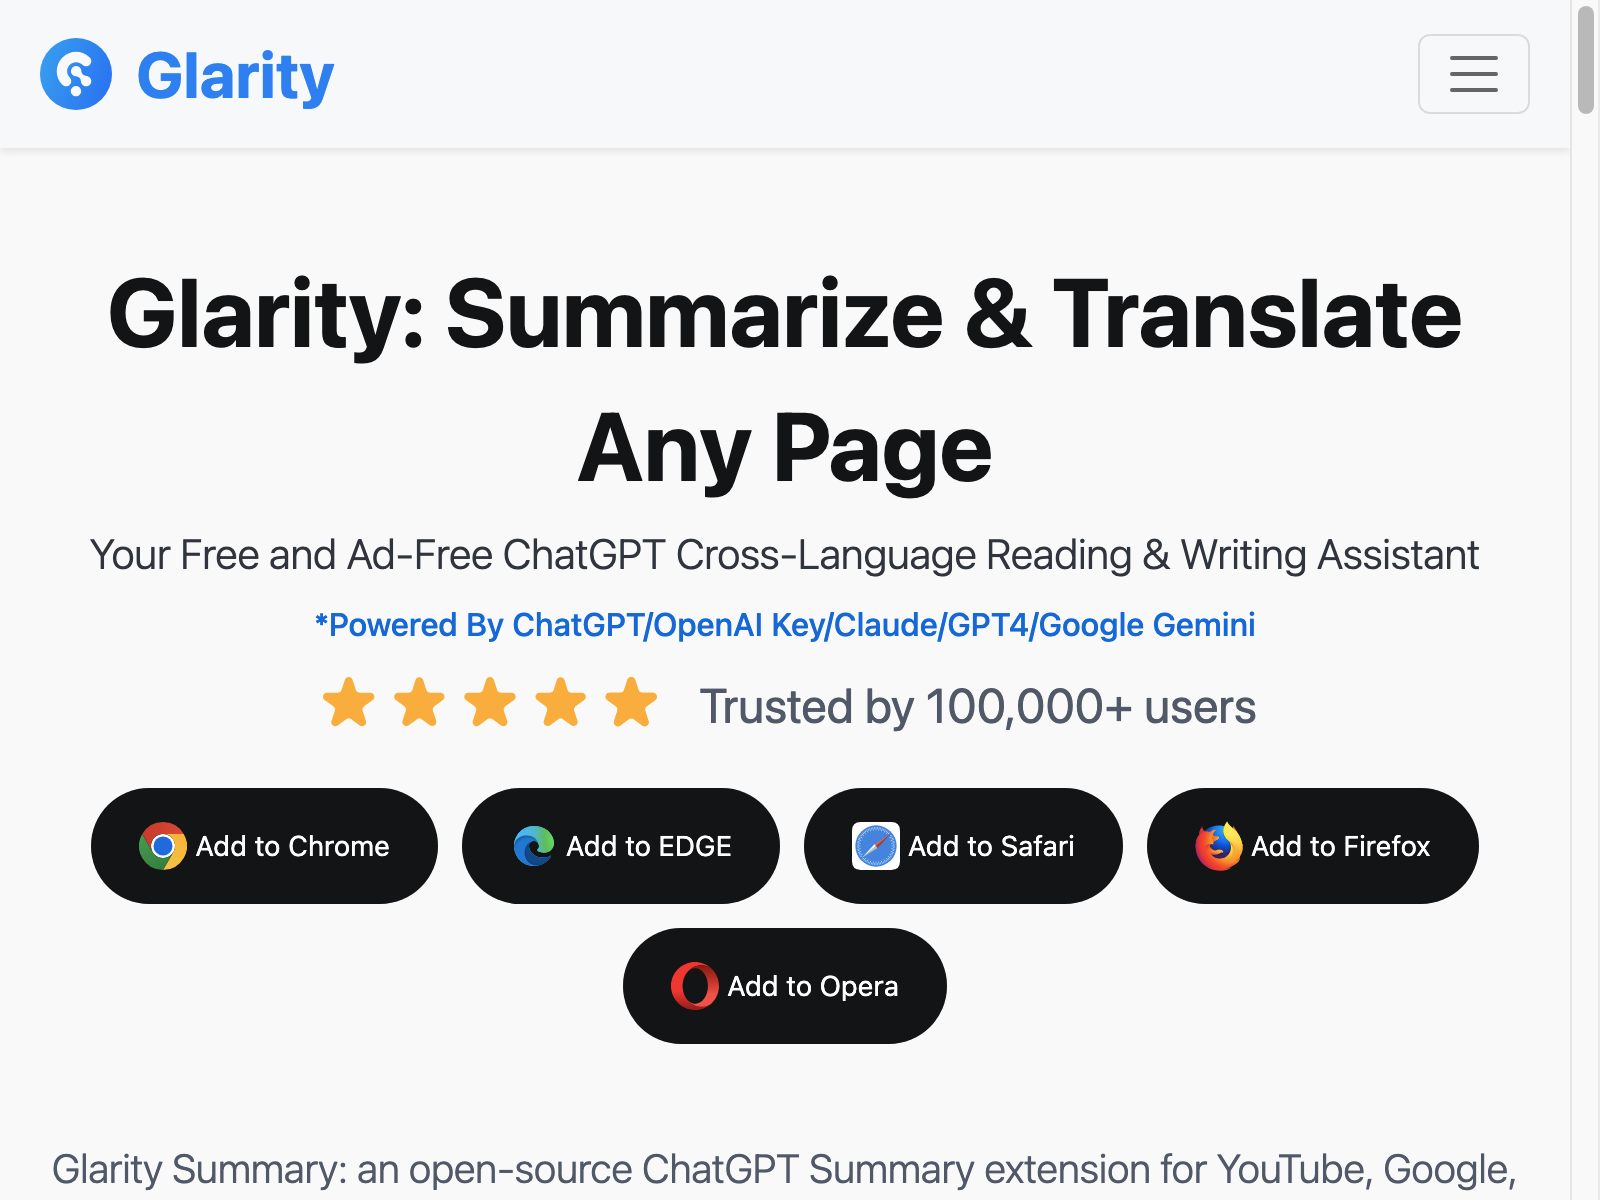 Glarity
Glarity: Summarize & Translate
Any Page
Your Free and Ad-Free ChatGPT Cross-Language Reading & Writing Assistant
*Powered By ChatGPT/OpenAI Key/Claude/GPT4/Google Gemini
Trusted by 100,000+ users
Add to Chrome
Add to EDGE
Add to Safari
Add to Firefox
Add to Opera
Glarity Summary: an open-source ChatGPT Summary extension for YouTube, Google,